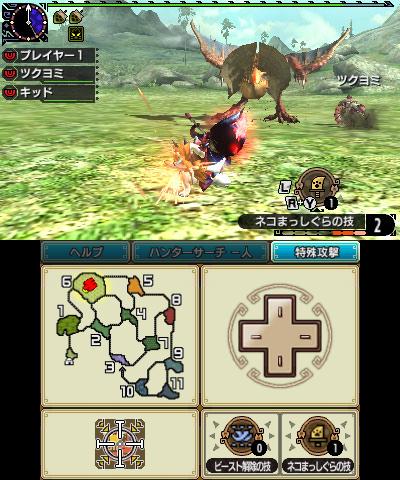 プレイヤー1
ツクヨミ
キッド
ツクヨミ
L
R+Y 1
ネコまっしぐらの技 2
ヘルプ
ハンターサーチ 一人
特殊攻撃
6
5
1
8
4
2
7
3
9
10
11
0
1
ビースト解除の技
ネコまっしぐらの技